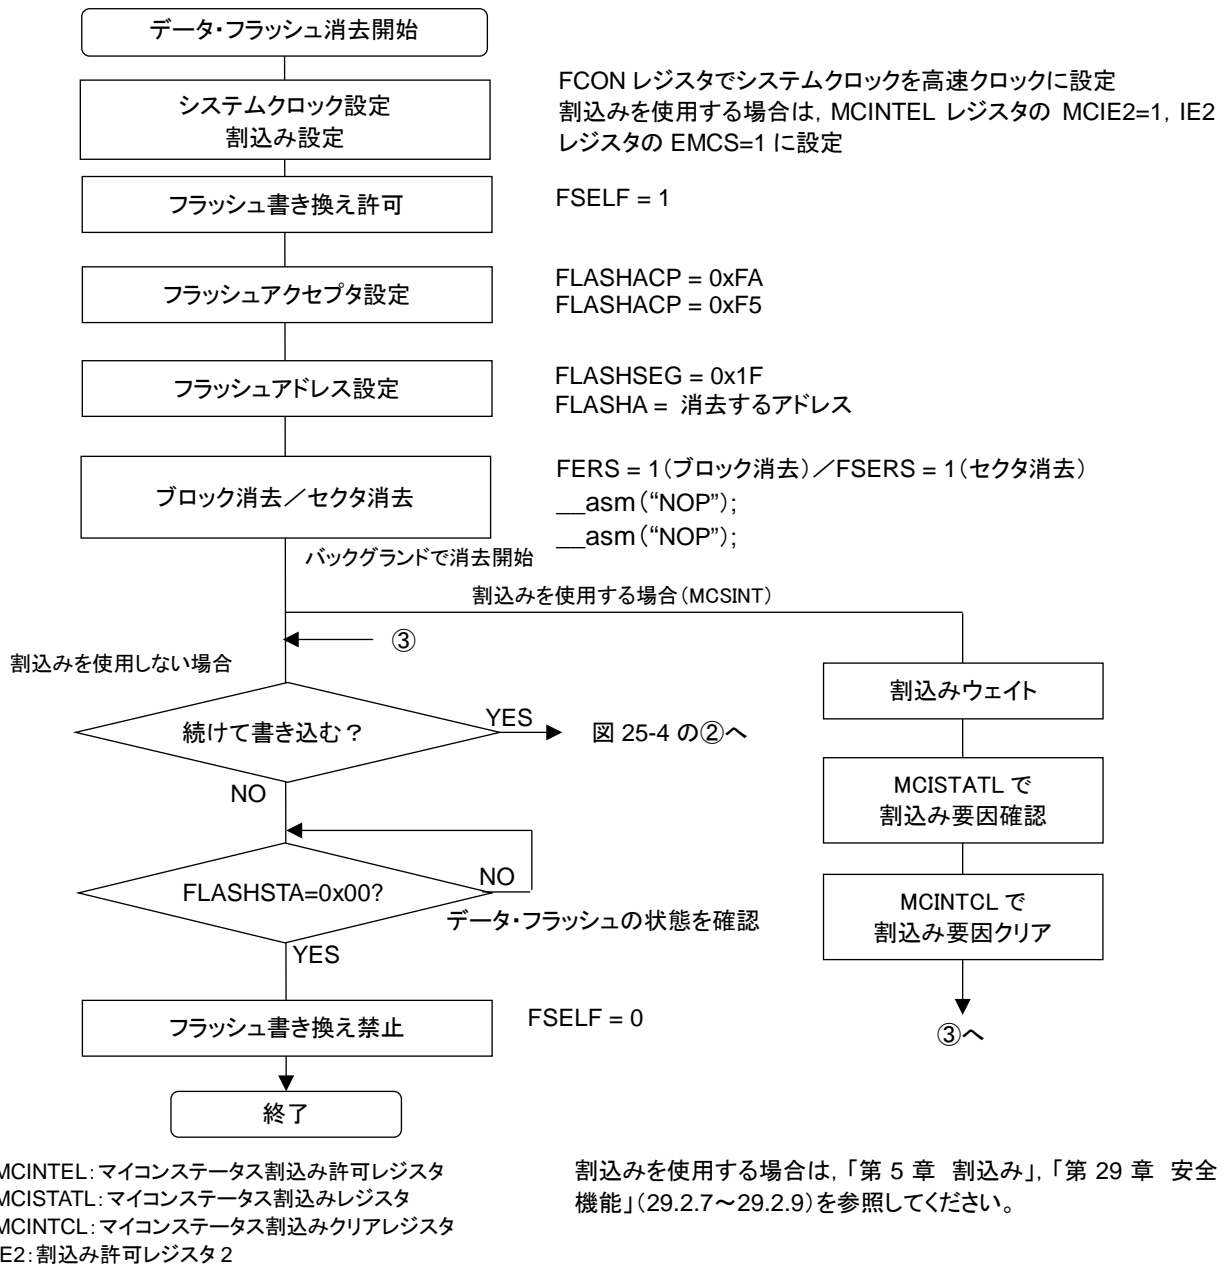 データ・フラッシュ消去開始
システムクロック設定
割込み設定
FCON レジスタでシステムクロックを高速クロックに設定
割込みを使用する場合は, MCINTEL レジスタの MCIE2=1, IE2
レジスタの EMCS=1 に設定
フラッシュ書き換え許可
FSELF = 1
フラッシュアクセプタ設定
FLASHACP = 0xFA
FLASHACP = 0xF5
フラッシュアドレス設定
FLASHSEG = 0x1F
FLASHA = 消去するアドレス
ブロック消去／セクタ消去
FERS = 1（ブロック消去）／FSERS = 1（セクタ消去）
__asm（“NOP”）;
__asm（“NOP”）;
バックグランドで消去開始
割込みを使用する場合（MCSINT）
③
割込みを使用しない場合
続けて書き込む？
YES
図 25-4 の②へ
NO
FLASHSTA=0x00?
NO
データ・フラッシュの状態を確認
YES
フラッシュ書き換え禁止
FSELF = 0
終了
割込みウェイト
MCISTATL で
割込み要因確認
MCINTCL で
割込み要因クリア
③へ
MCINTEL：マイコンステータス割込み許可レジスタ
MCISTATL：マイコンステータス割込みレジスタ
MCINTCL：マイコンステータス割込みクリアレジスタ
IE2：割込み許可レジスタ 2
割込みを使用する場合は，「第 5 章 割込み」，「第 29 章 安全
機能」（29.2.7～29.2.9）を参照してください。